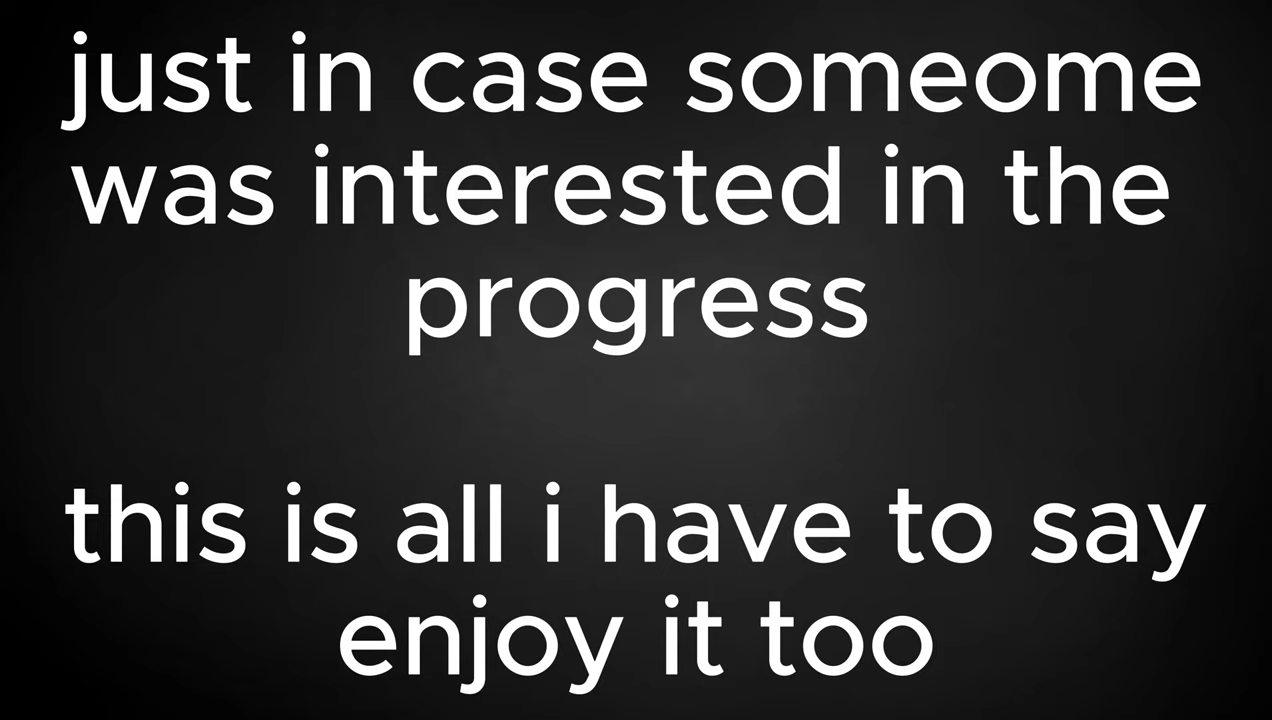 just in case someome
was interested in the
progress
this is all i have to say
enjoy it too